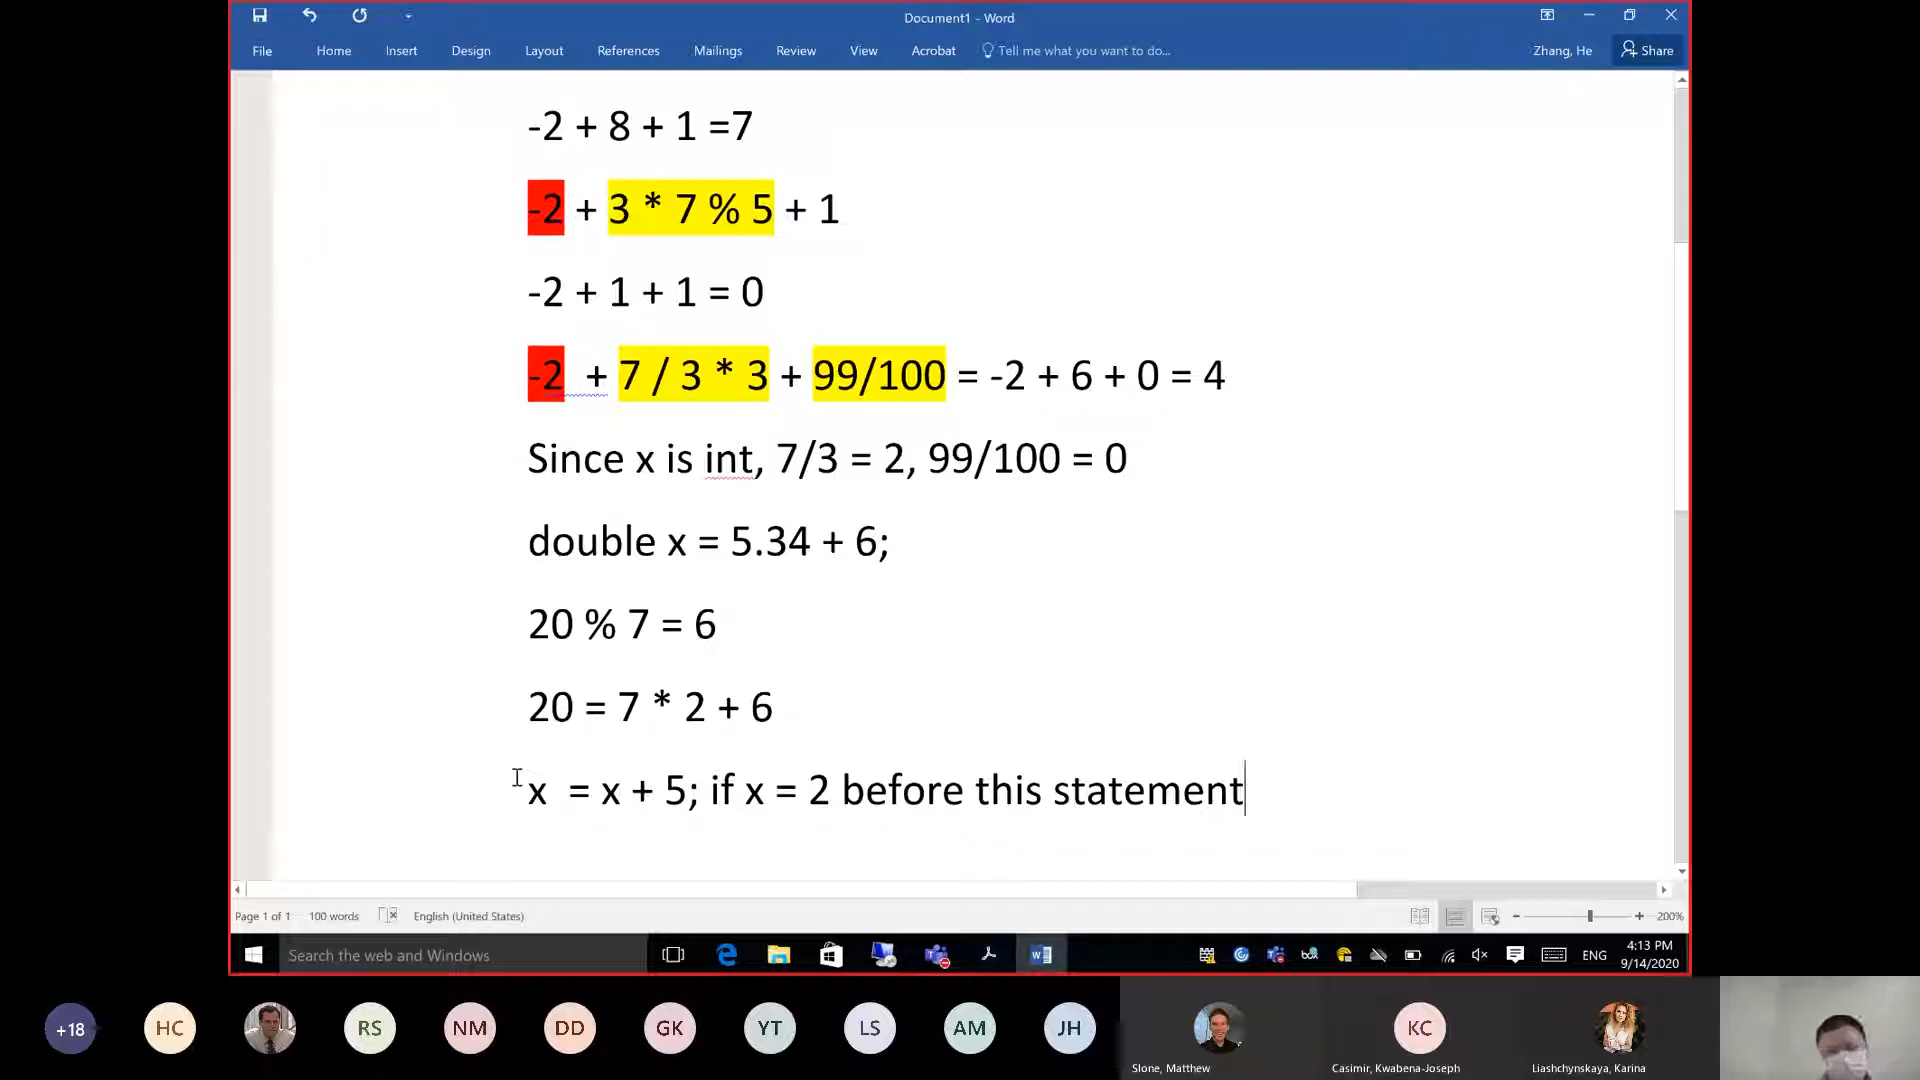 Document1 - Word
File Home Insert Design Layout References Mailings Review View Acrobat Tell me what you want to do... Zhang, He Share
-2 + 8 + 1 =7
-2 + 3 * 7 % 5 + 1
-2 + 1 + 1 = 0
-2 + 7 / 3 * 3 + 99/100 = -2 + 6 + 0 = 4
Since x is int, 7/3 = 2, 99/100 = 0
double x = 5.34 + 6;
20 % 7 = 6
20 = 7 * 2 + 6
x = x + 5; if x = 2 before this statement
Page 1 of 1 100 words English (United States) 200%
Search the web and Windows ENG 4:13 PM
9/14/2020
+18 HC RS NM DD GK YT LS AM JH KC
Slone, Matthew Casimir, Kwabena-Joseph Liashchynskaya, Karina